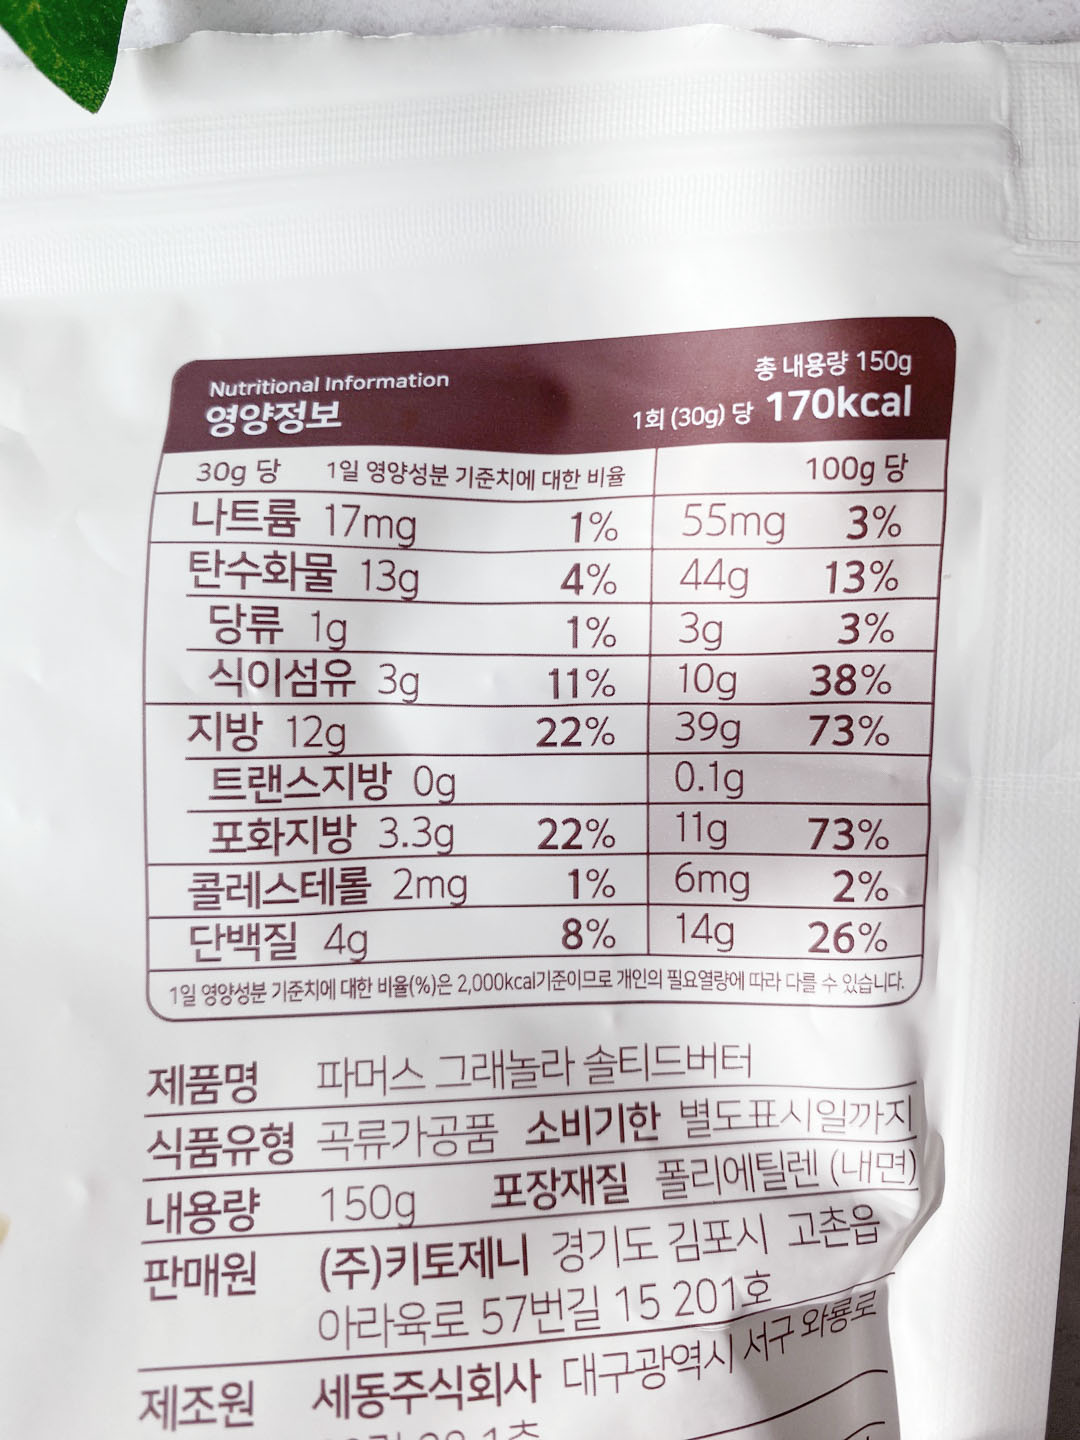 Nutritional Information
영양정보
총 내용량 150g
1회 (30g) 당 170kcal
30g 당 1일 영양성분 기준치에 대한 비율 100g 당
나트륨 17mg 1% 55mg 3%
탄수화물 13g 4% 44g 13%
당류 1g 1% 3g 3%
식이섬유 3g 11% 10g 38%
지방 12g 22% 39g 73%
트랜스지방 0g 0.1g
포화지방 3.3g 22% 11g 73%
콜레스테롤 2mg 1% 6mg 2%
단백질 4g 8% 14g 26%
1일 영양성분 기준치에 대한 비율(%)은 2,000kcal기준이므로 개인의 필요열량에 따라 다를 수 있습니다.
제품명 파머스 그래놀라 솔티드버터
식품유형 곡류가공품 소비기한 별도표시일까지
내용량 150g 포장재질 폴리에틸렌 (내면)
판매원 (주)키토제니 경기도 김포시 고촌읍
아라육로 57번길 15 201호
제조원 세동주식회사 대구광역시 서구 와룡로